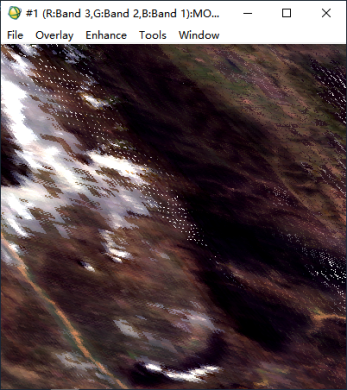 #1 (R:Band 3,G:Band 2,B:Band 1):MO...
File Overlay Enhance Tools Window